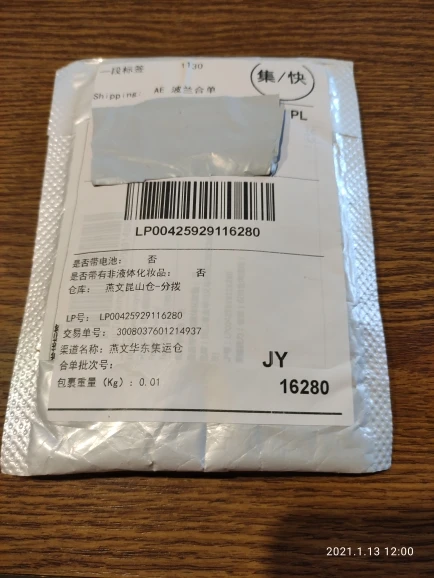 一段标签 1130
集/快
Shipping: AE 波兰合单
PL
LP00425929116280
是否带电池: 否
是否带有非液体化妆品: 否
仓库: 燕文昆山仓-分拨
LP号: LP00425929116280
交易单号: 3008037601214937
渠道名称: 燕文华东集运仓
合单批次号:
包裹重量 (Kg): 0.01
JY
16280
2021.1.13 12:00